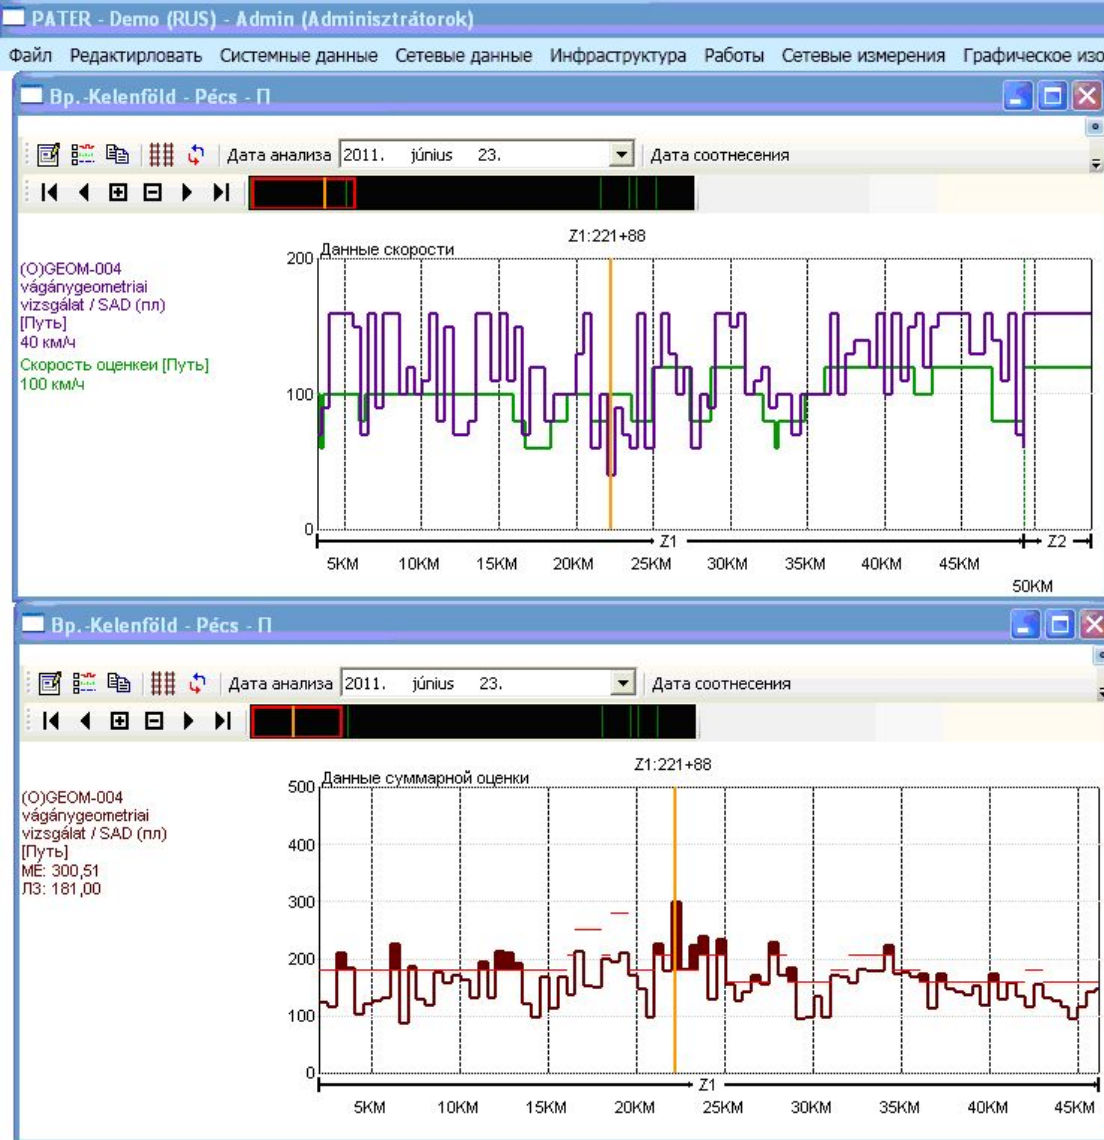 PATER - Demo (RUS) - Admin (Adminisztrátorok)
Файл Редактирловать Системные данные Сетевые данные Инфраструктура Работы Сетевые измерения Графическое изо
Bp.-Kelenföld - Pécs - П
Дата анализа 2011. június 23. Дата соотнесения
Z1:221+88
Данные скорости
(O)GEOM-004
vágánygeometriai
vizsgálat / SAD (пл)
[Путь]
40 км/ч
Скорость оценкеи [Путь]
100 км/ч
200
100
0
Z1 Z2
5KM 10KM 15KM 20KM 25KM 30KM 35KM 40KM 45KM
50KM
Bp.-Kelenföld - Pécs - П
Дата анализа 2011. június 23. Дата соотнесения
Z1:221+88
Данные суммарной оценки
(O)GEOM-004
vágánygeometriai
vizsgálat / SAD (пл)
[Путь]
MÉ: 300,51
ЛЗ: 181,00
500
400
300
200
100
0
Z1
5KM 10KM 15KM 20KM 25KM 30KM 35KM 40KM 45KM